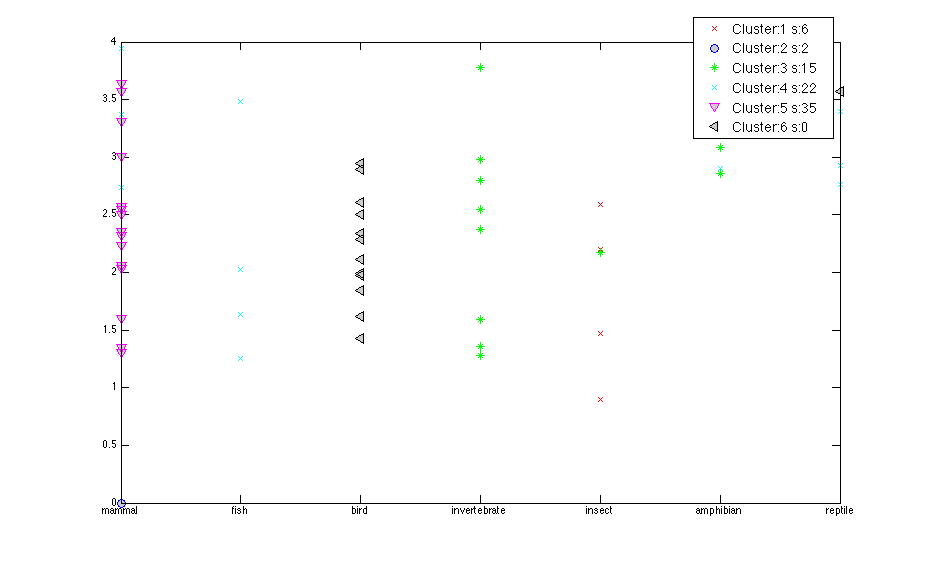 Cluster:1 s:6
Cluster:2 s:2
Cluster:3 s:15
Cluster:4 s:22
Cluster:5 s:35
Cluster:6 s:0
4
3.5
3
2.5
2
1.5
1
0.5
0
mammal fish bird invertebrate insect amphibian reptile